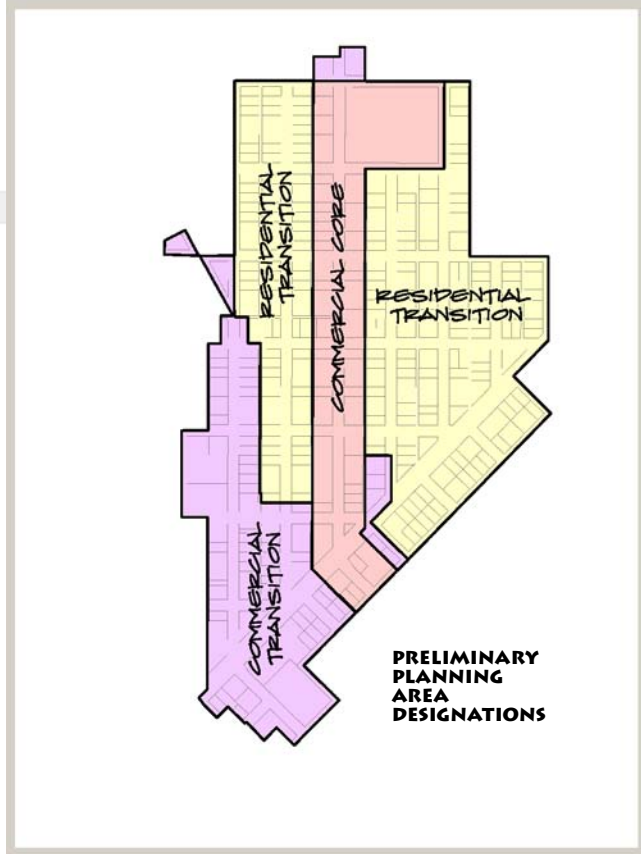 RESIDENTIAL
TRANSITION
COMMERCIAL CORE
RESIDENTIAL
TRANSITION
COMMERCIAL
TRANSITION
PRELIMINARY
PLANNING
AREA
DESIGNATIONS